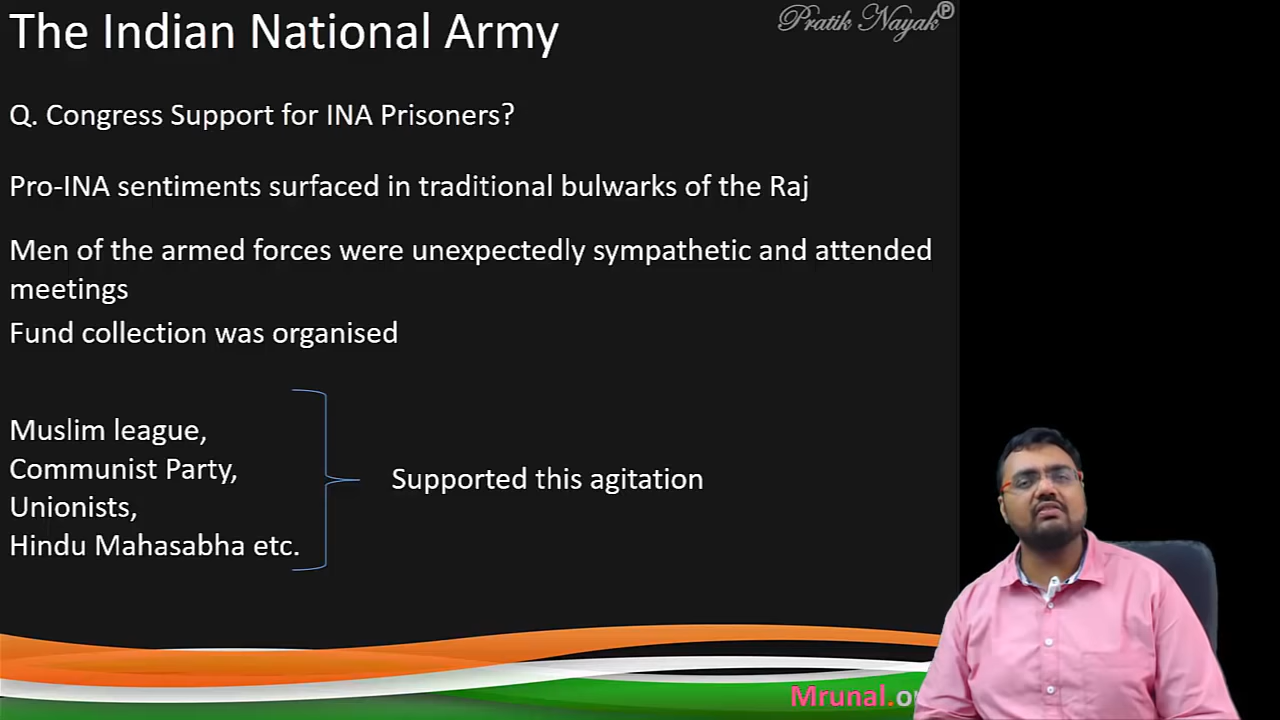 The Indian National Army
Pratik Nayak ℗
Q. Congress Support for INA Prisoners?
Pro-INA sentiments surfaced in traditional bulwarks of the Raj
Men of the armed forces were unexpectedly sympathetic and attended
meetings
Fund collection was organised
Muslim league,
Communist Party,
Unionists,
Hindu Mahasabha etc.
Supported this agitation
Mrunal.o